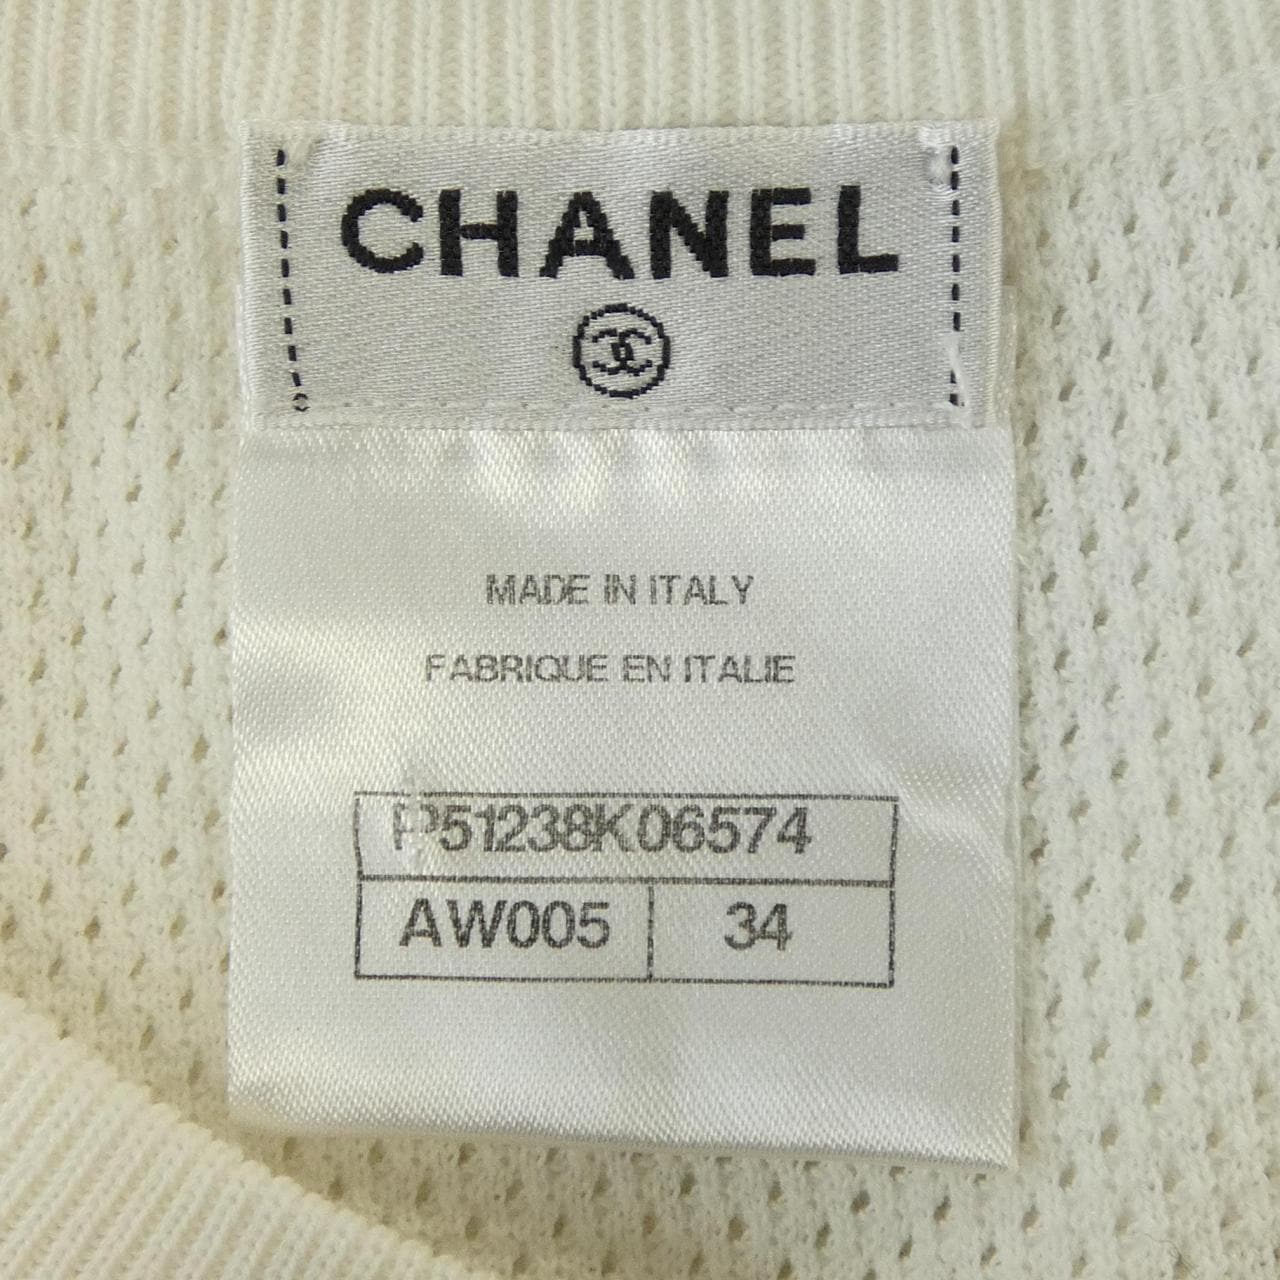 CHANEL
MADE IN ITALY
FABRIQUE EN ITALIE
P51238K06574
AW005 34